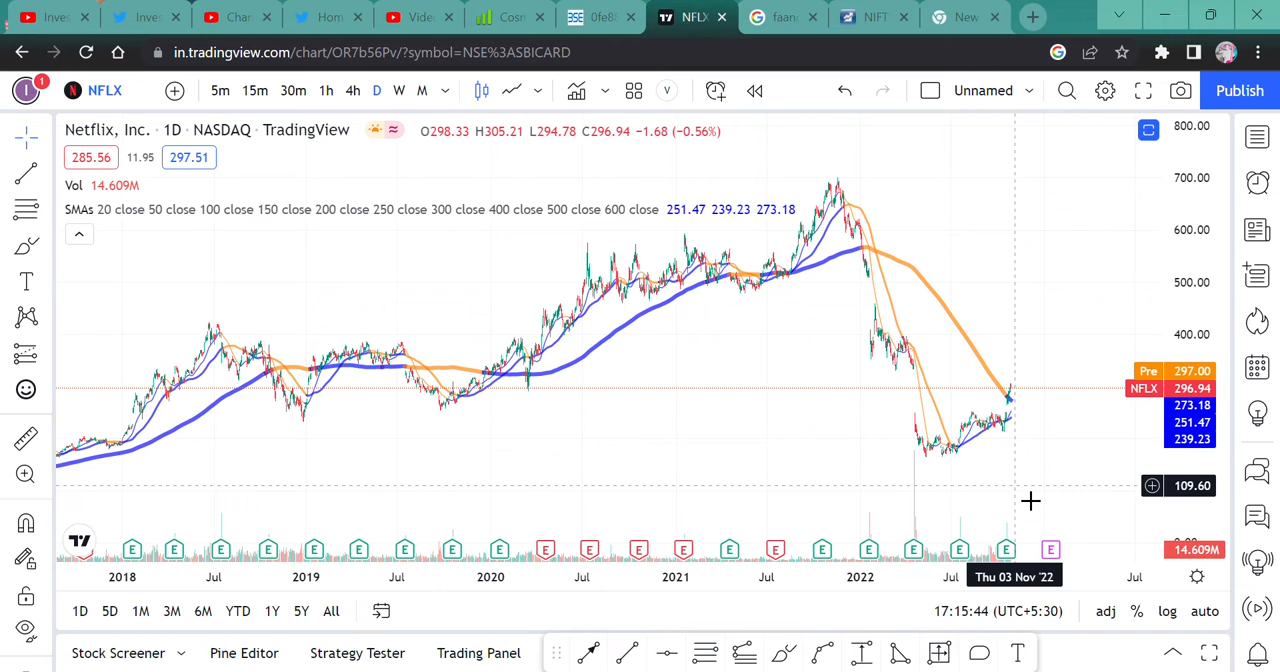 Inves
Inves
Char
Hom
Vide
Cosn
BSE 0fe8
NFLX
faan
NIFT
New
in.tradingview.com/chart/OR7b56Pv/?symbol=NSE%3ASBICARD
I 1 NFLX 5m 15m 30m 1h 4h D W M V Unnamed Publish
Netflix, Inc. · 1D · NASDAQ · TradingView O298.33 H305.21 L294.78 C296.94 −1.68 (−0.56%)
285.56 11.95 297.51
Vol 14.609M
SMAs 20 close 50 close 100 close 150 close 200 close 250 close 300 close 400 close 500 close 600 close 251.47 239.23 273.18
800.00
700.00
600.00
500.00
400.00
Pre 297.00
NFLX 296.94
273.18
251.47
239.23
109.60
14.609M
E E E E E E E E E E E E E E E E E E E E E
2018 Jul 2019 Jul 2020 Jul 2021 Jul 2022 Jul Thu 03 Nov '22 Jul
1D 5D 1M 3M 6M YTD 1Y 5Y All 17:15:44 (UTC+5:30) adj % log auto
Stock Screener Pine Editor Strategy Tester Trading Panel